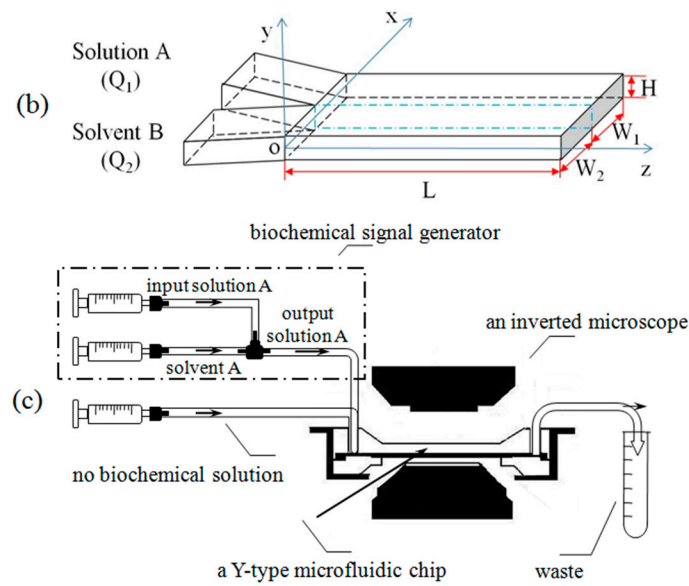 y
x
Solution A
(Q₁)
H
(b)
Solvent B
(Q₂)
o
W₁
W₂
z
L
biochemical signal generator
input solution A
output
solution A
an inverted microscope
solvent A
(c)
no biochemical solution
a Y-type microfluidic chip
waste